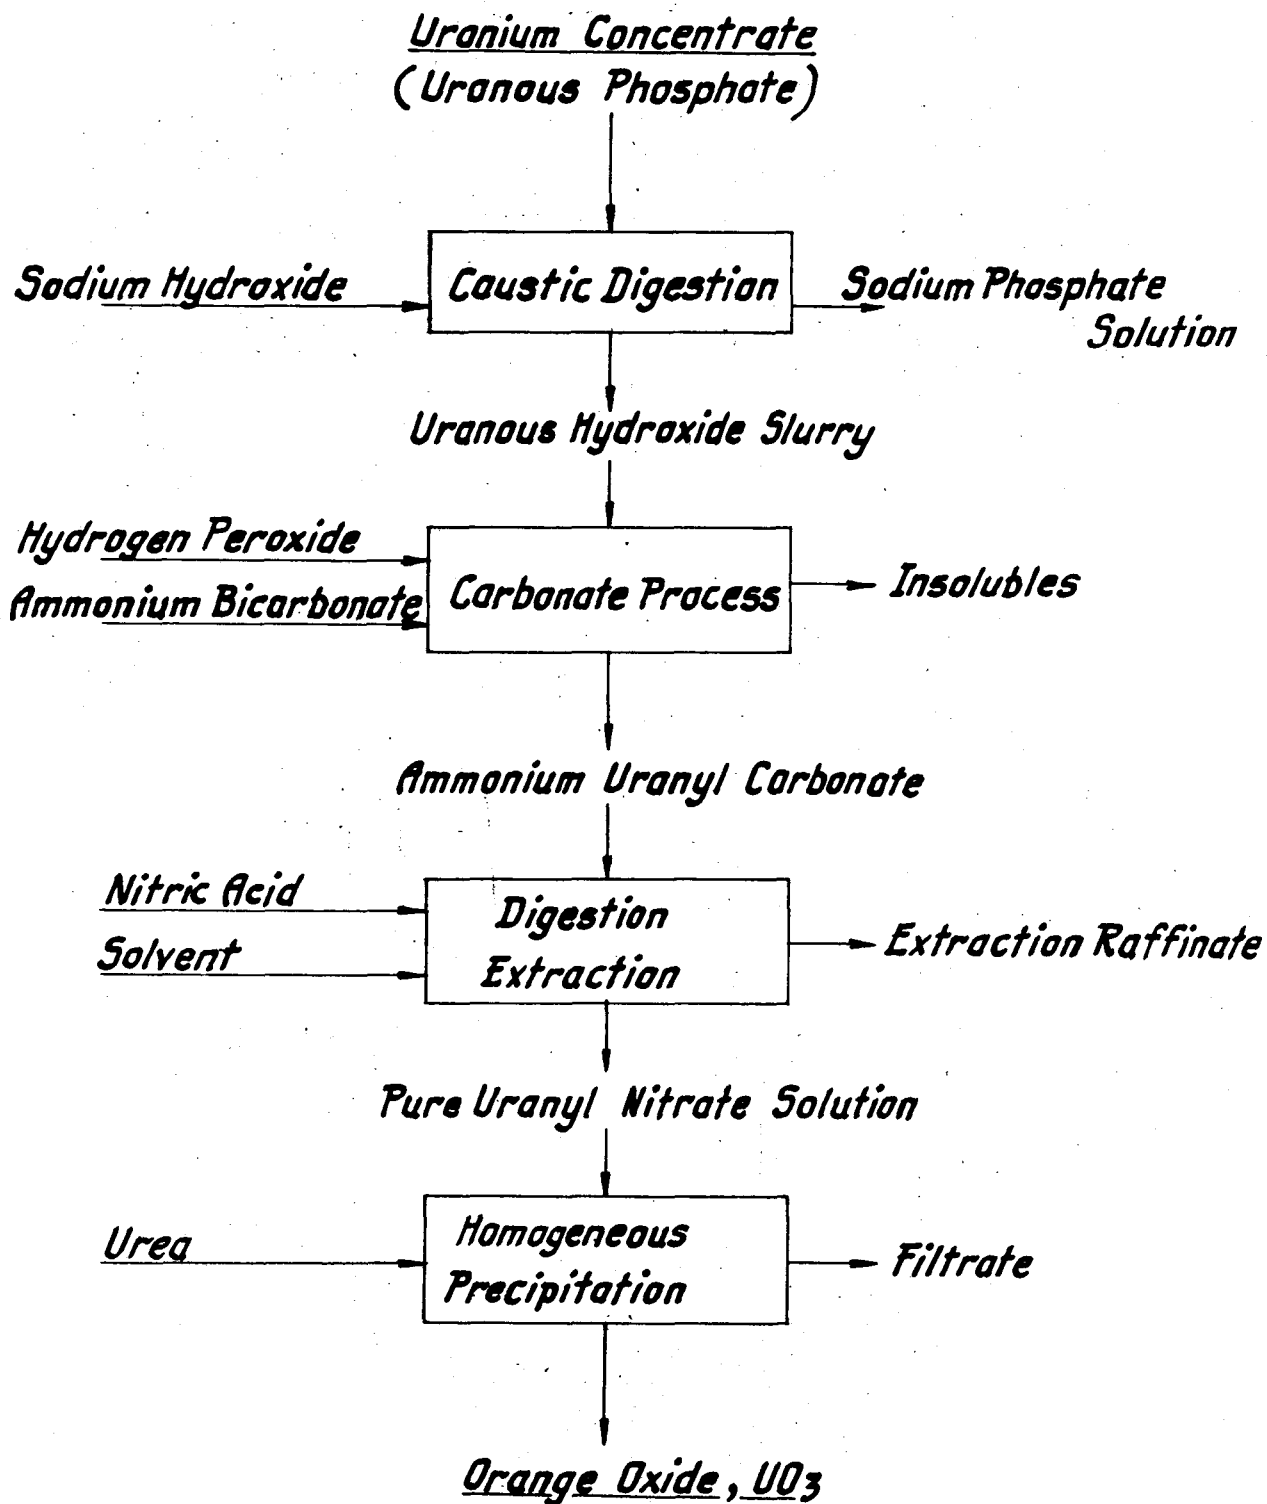 Uranium Concentrate
(Uranous Phosphate)
Sodium Hydroxide
Caustic Digestion
Sodium Phosphate
Solution
Uranous Hydroxide Slurry
Hydrogen Peroxide
Ammonium Bicarbonate
Carbonate Process
Insolubles
Ammonium Uranyl Carbonate
Nitric Acid
Solvent
Digestion
Extraction
Extraction Raffinate
Pure Uranyl Nitrate Solution
Urea
Homogeneous
Precipitation
Filtrate
Orange Oxide, UO3